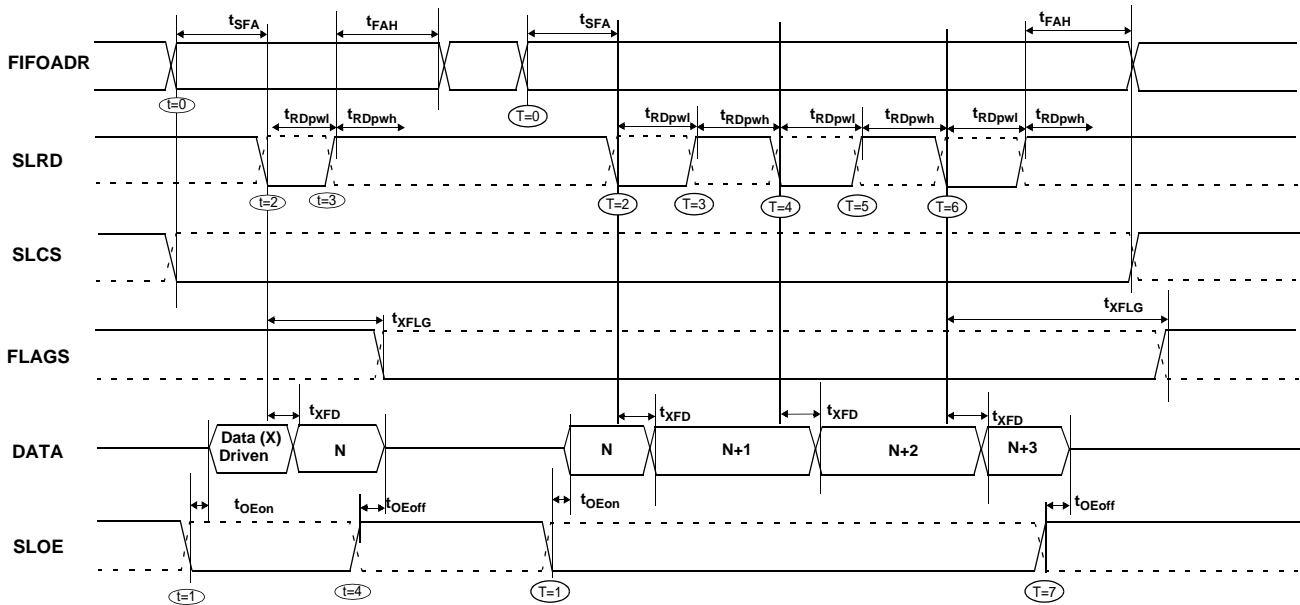 tSFA tFAH tSFA tFAH
FIFOADR
t=0 T=0
tRDpwl tRDpwh tRDpwl tRDpwh tRDpwl tRDpwh tRDpwl tRDpwh
SLRD
t=2 t=3 T=2 T=3 T=4 T=5 T=6
SLCS
tXFLG tXFLG
FLAGS
tXFD tXFD tXFD tXFD
DATA
Data (X)
Driven
N N N+1 N+2 N+3
tOEon tOEoff tOEon tOEoff
SLOE
t=1 t=4 T=1 T=7